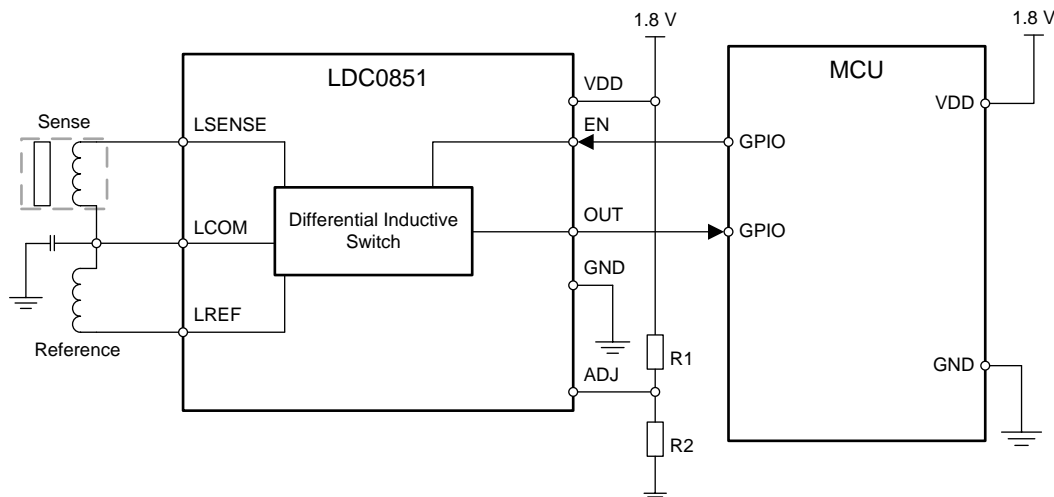 1.8 V
1.8 V
LDC0851
MCU
VDD
VDD
Sense
LSENSE
EN
GPIO
Differential Inductive
Switch
LCOM
OUT
GPIO
GND
LREF
Reference
R1
ADJ
GND
R2